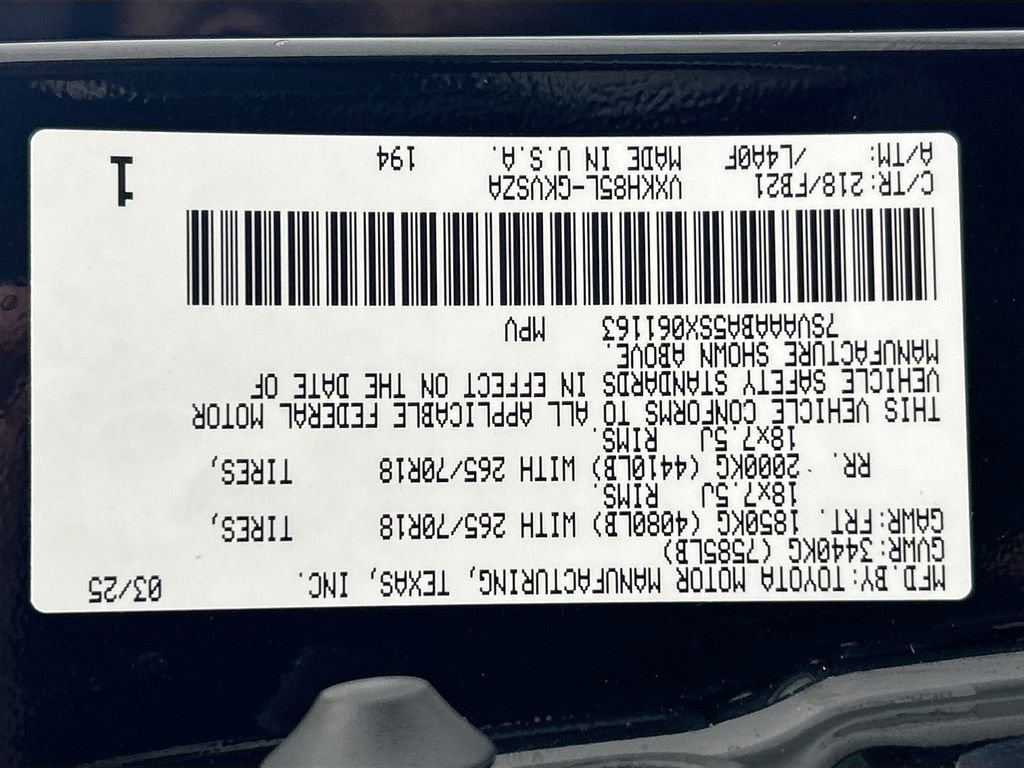 MFD.BY:TOYOTA MOTOR MANUFACTURING, TEXAS, INC. 03/25
GVWR:3440KG (7585LB)
GAWR:FRT. 1850KG (4080LB) WITH 265/70R18 TIRES,
18x7.5J RIMS.
RR. 2000KG (4410LB) WITH 265/70R18 TIRES,
18x7.5J RIMS.
THIS VEHICLE CONFORMS TO ALL APPLICABLE FEDERAL MOTOR
VEHICLE SAFETY STANDARDS IN EFFECT ON THE DATE OF
MANUFACTURE SHOWN ABOVE.
7SVAAABA5SX061163 MPV
C/TR:218/FB21 VXKH85L-GKVSZA
A/TM: /L4A0F MADE IN U.S.A. 194
1